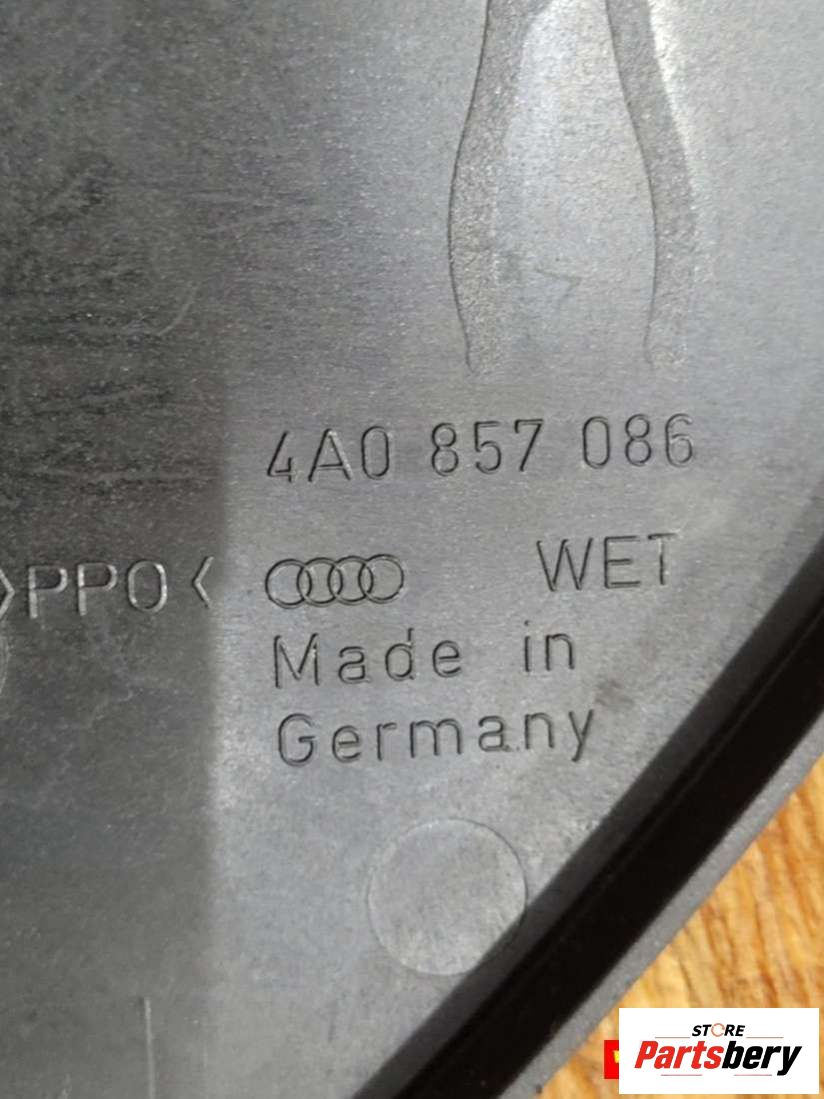 4A0 857 086
>PPO< WET
Made in
Germany
STORE
Partsbery